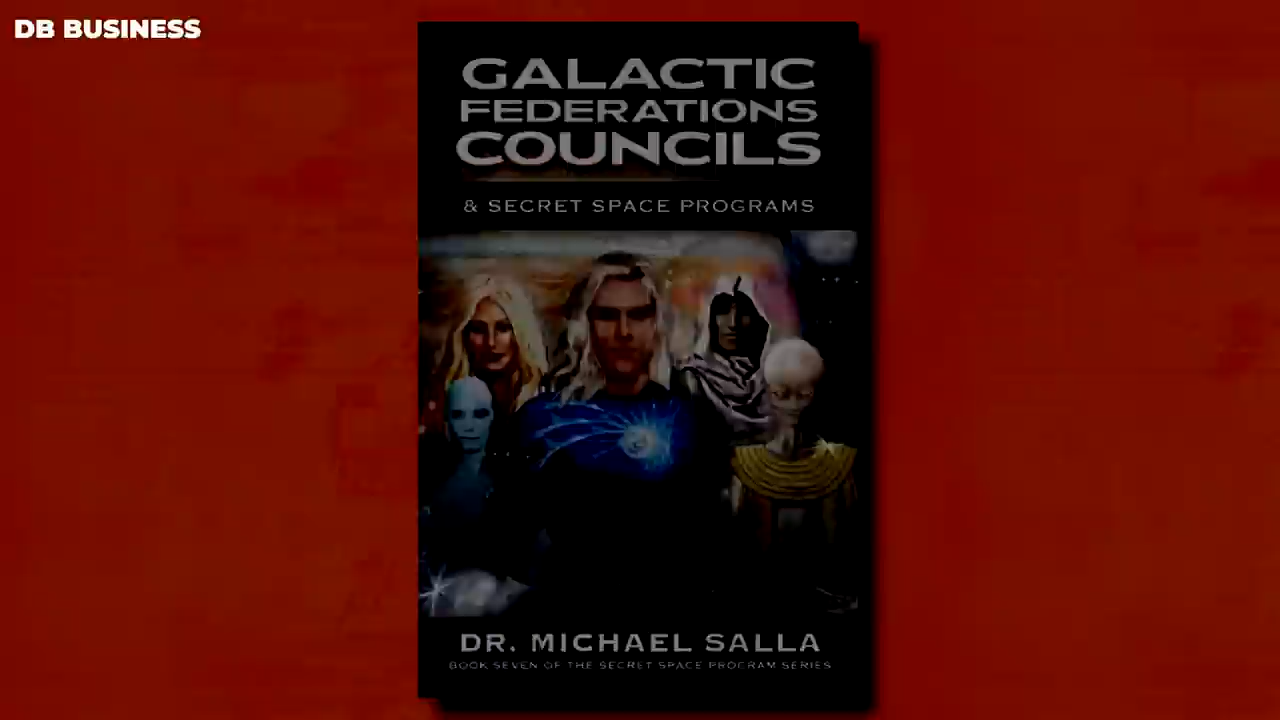 DB BUSINESS
GALACTIC
FEDERATIONS
COUNCILS
& SECRET SPACE PROGRAMS
DR. MICHAEL SALLA
BOOK SEVEN OF THE SECRET SPACE PROGRAM SERIES